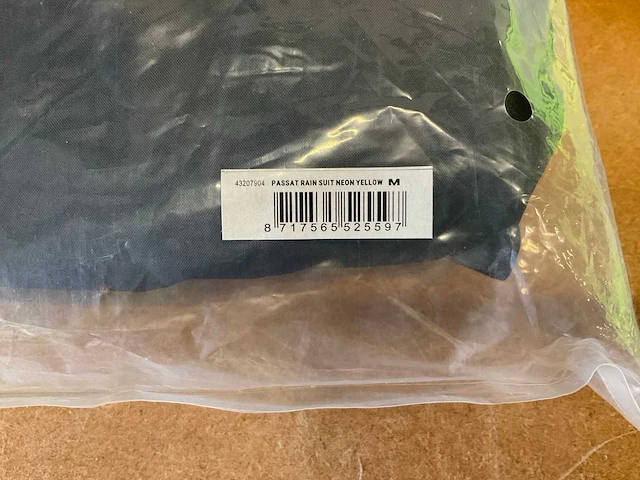 43207904 PASSAT RAIN SUIT NEON YELLOW M
8 717565 525597